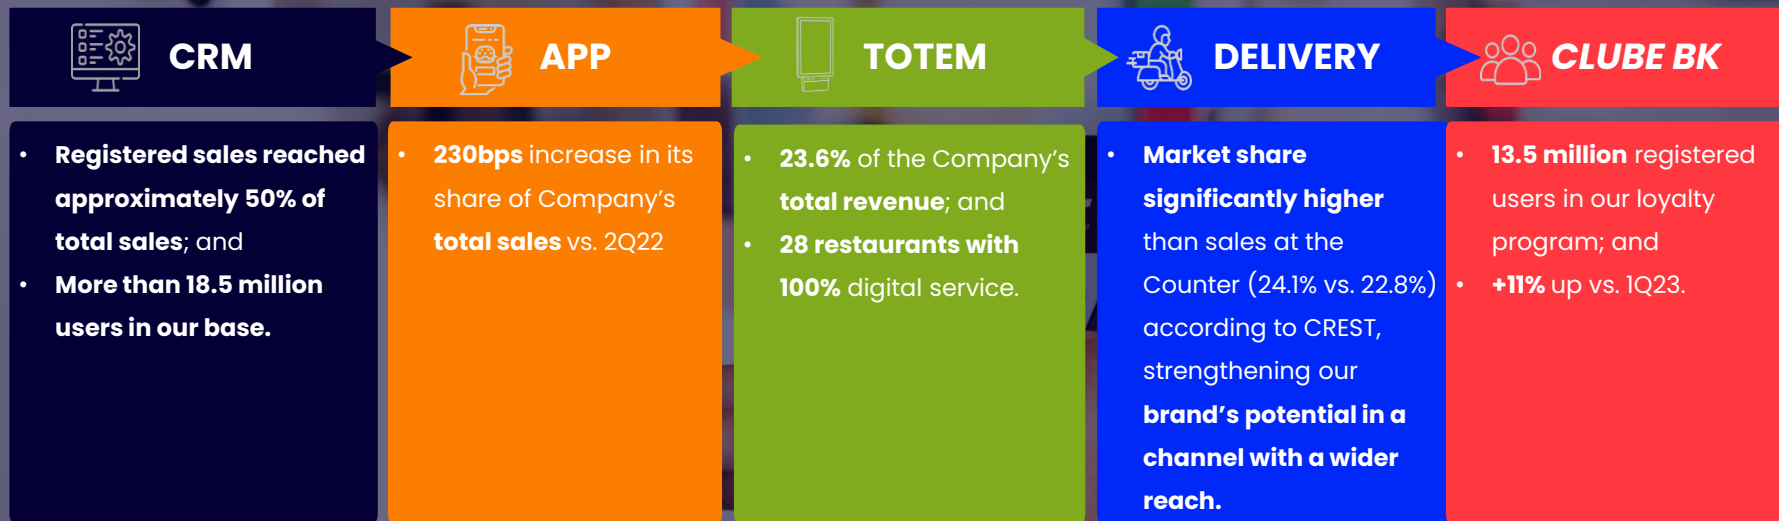 CRM
APP
TOTEM
DELIVERY
CLUBE BK
• Registered sales reached
approximately 50% of
total sales; and
• More than 18.5 million
users in our base.
• 230bps increase in its
share of Company’s
total sales vs. 2Q22
• 23.6% of the Company’s
total revenue; and
• 28 restaurants with
100% digital service.
• Market share
significantly higher
than sales at the
Counter (24.1% vs. 22.8%)
according to CREST,
strengthening our
brand’s potential in a
channel with a wider
reach.
• 13.5 million registered
users in our loyalty
program; and
• +11% up vs. 1Q23.